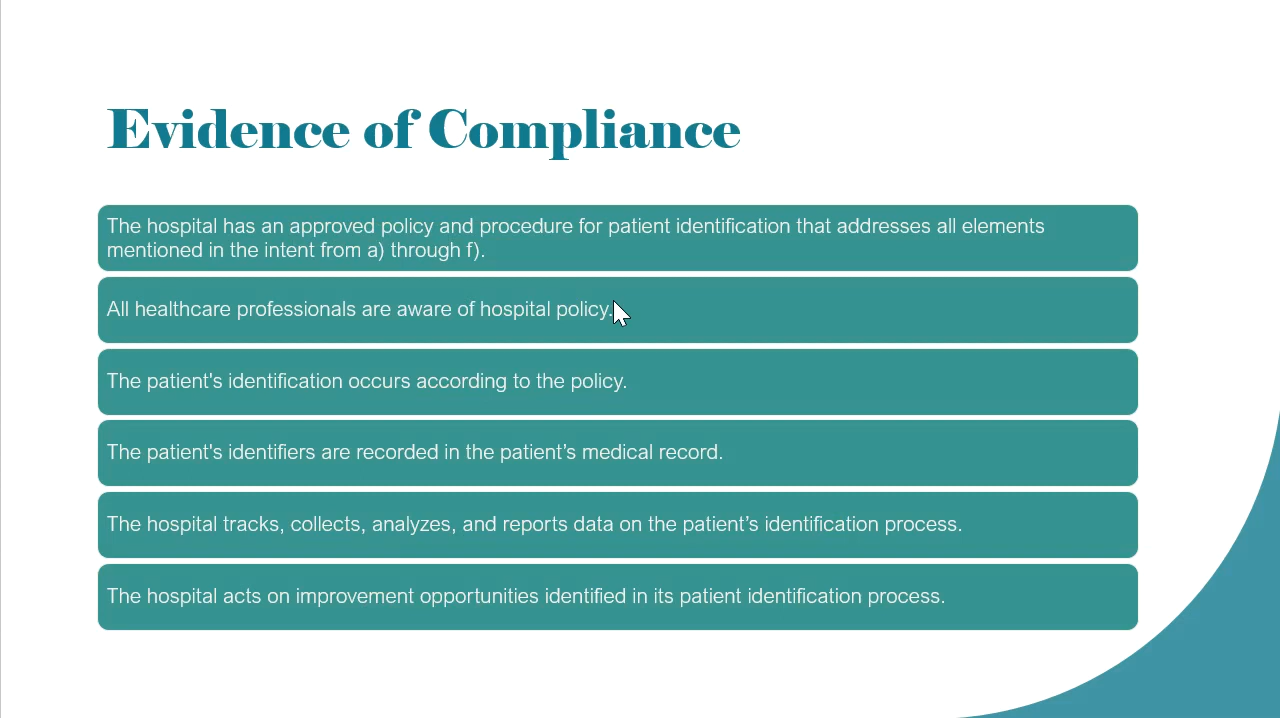 Evidence of Compliance
The hospital has an approved policy and procedure for patient identification that addresses all elements
mentioned in the intent from a) through f).
All healthcare professionals are aware of hospital policy.
The patient's identification occurs according to the policy.
The patient's identifiers are recorded in the patient’s medical record.
The hospital tracks, collects, analyzes, and reports data on the patient’s identification process.
The hospital acts on improvement opportunities identified in its patient identification process.